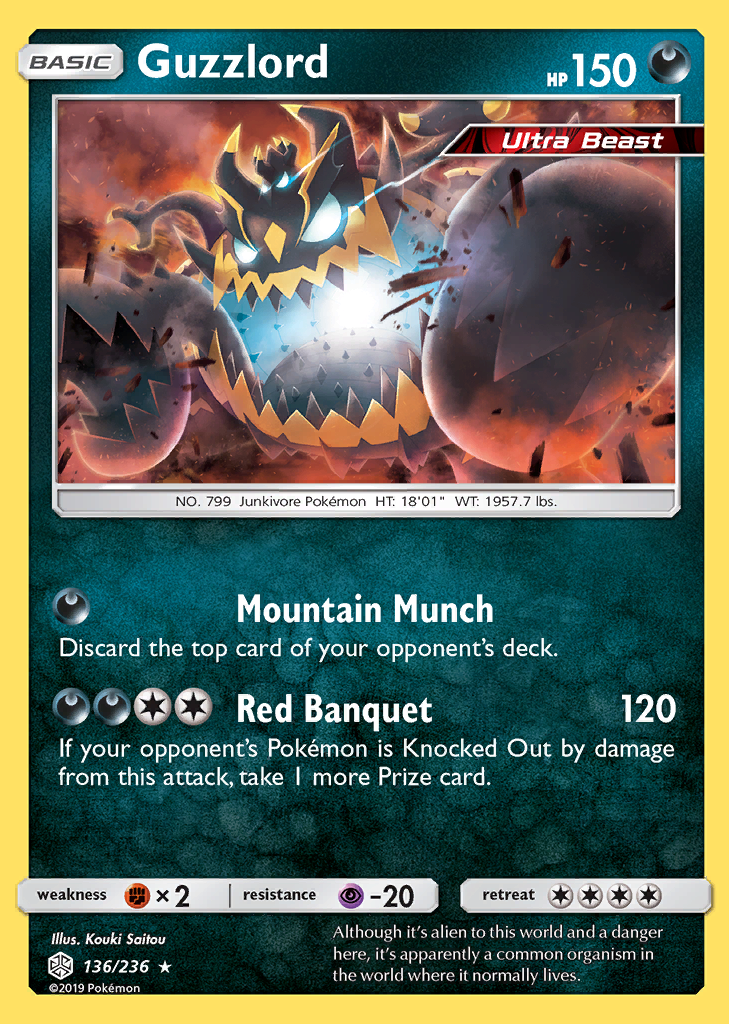 BASIC
Guzzlord
HP 150
Ultra Beast
NO. 799 Junkivore Pokémon HT: 18'01" WT: 1957.7 lbs.
Mountain Munch
Discard the top card of your opponent's deck.
Red Banquet 120
If your opponent's Pokémon is Knocked Out by damage
from this attack, take 1 more Prize card.
weakness ×2 resistance -20 retreat
Illus. Kouki Saitou
136/236 ★
©2019 Pokémon
Although it's alien to this world and a danger
here, it's apparently a common organism in
the world where it normally lives.